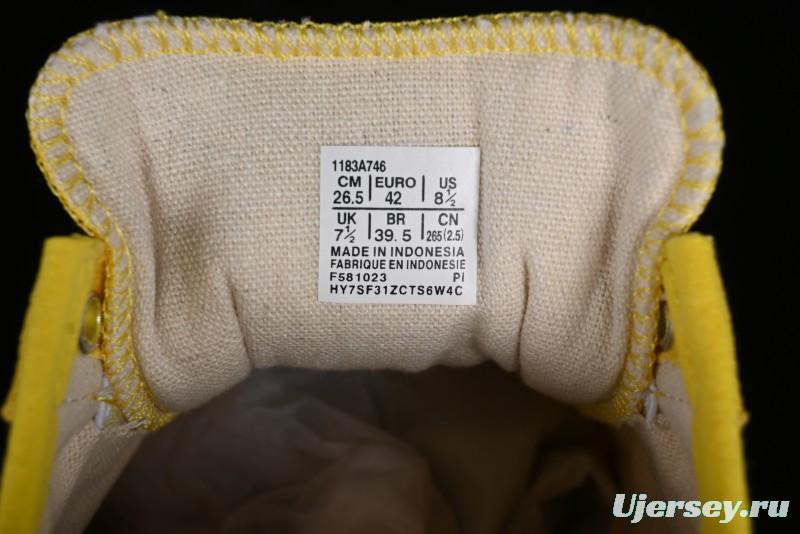 1183A746
CM EURO US
26.5 42 8½
UK BR CN
7½ 39.5 265(2.5)
MADE IN INDONESIA
FABRIQUE EN INDONESIE
F581023 PI
HY7SF31ZCTS6W4C
Ujersey.ru